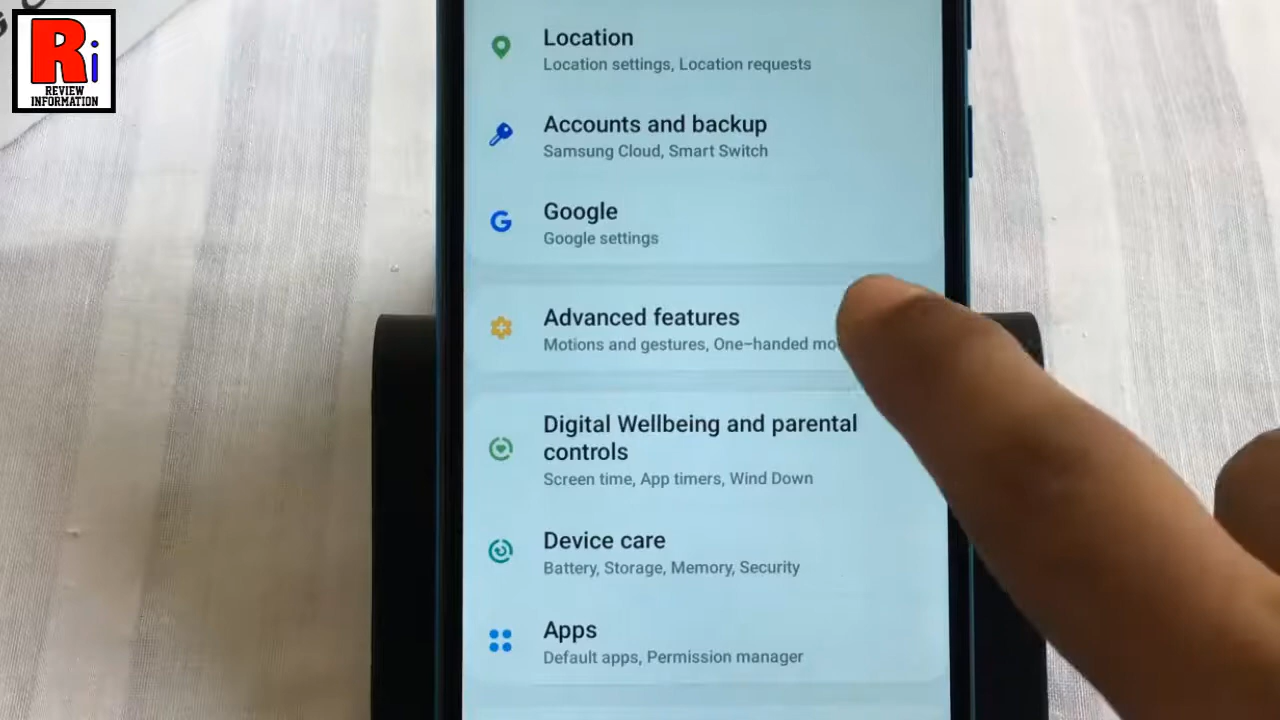 Ri
REVIEW
INFORMATION
Location
Location settings, Location requests
Accounts and backup
Samsung Cloud, Smart Switch
Google
Google settings
Advanced features
Motions and gestures, One-handed
Digital Wellbeing and parental
controls
Screen time, App timers, Wind Down
Device care
Battery, Storage, Memory, Security
Apps
Default apps, Permission manager